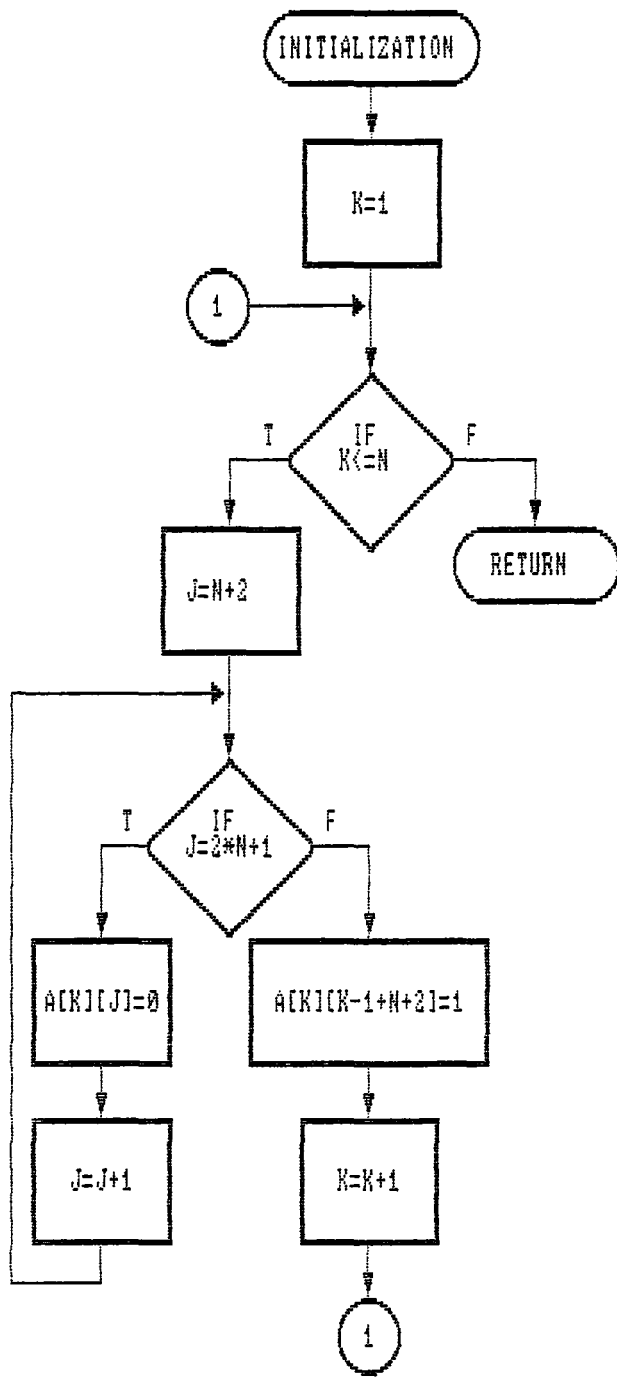 INITIALIZATION
K=1
1
T
IF
K<=N
F
J=N+2
RETURN
T
IF
J=2*N+1
F
A[K][J]=0
A[K][K-1+N+2]=1
J=J+1
K=K+1
1